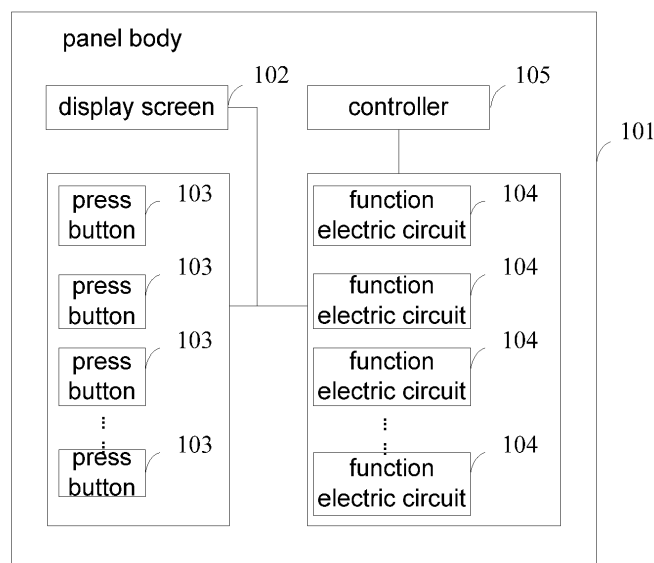 panel body
102
105
display screen
controller
101
press
button
103
function
electric circuit
104
press
button
103
function
electric circuit
104
press
button
103
function
electric circuit
104
press
button
103
function
electric circuit
104